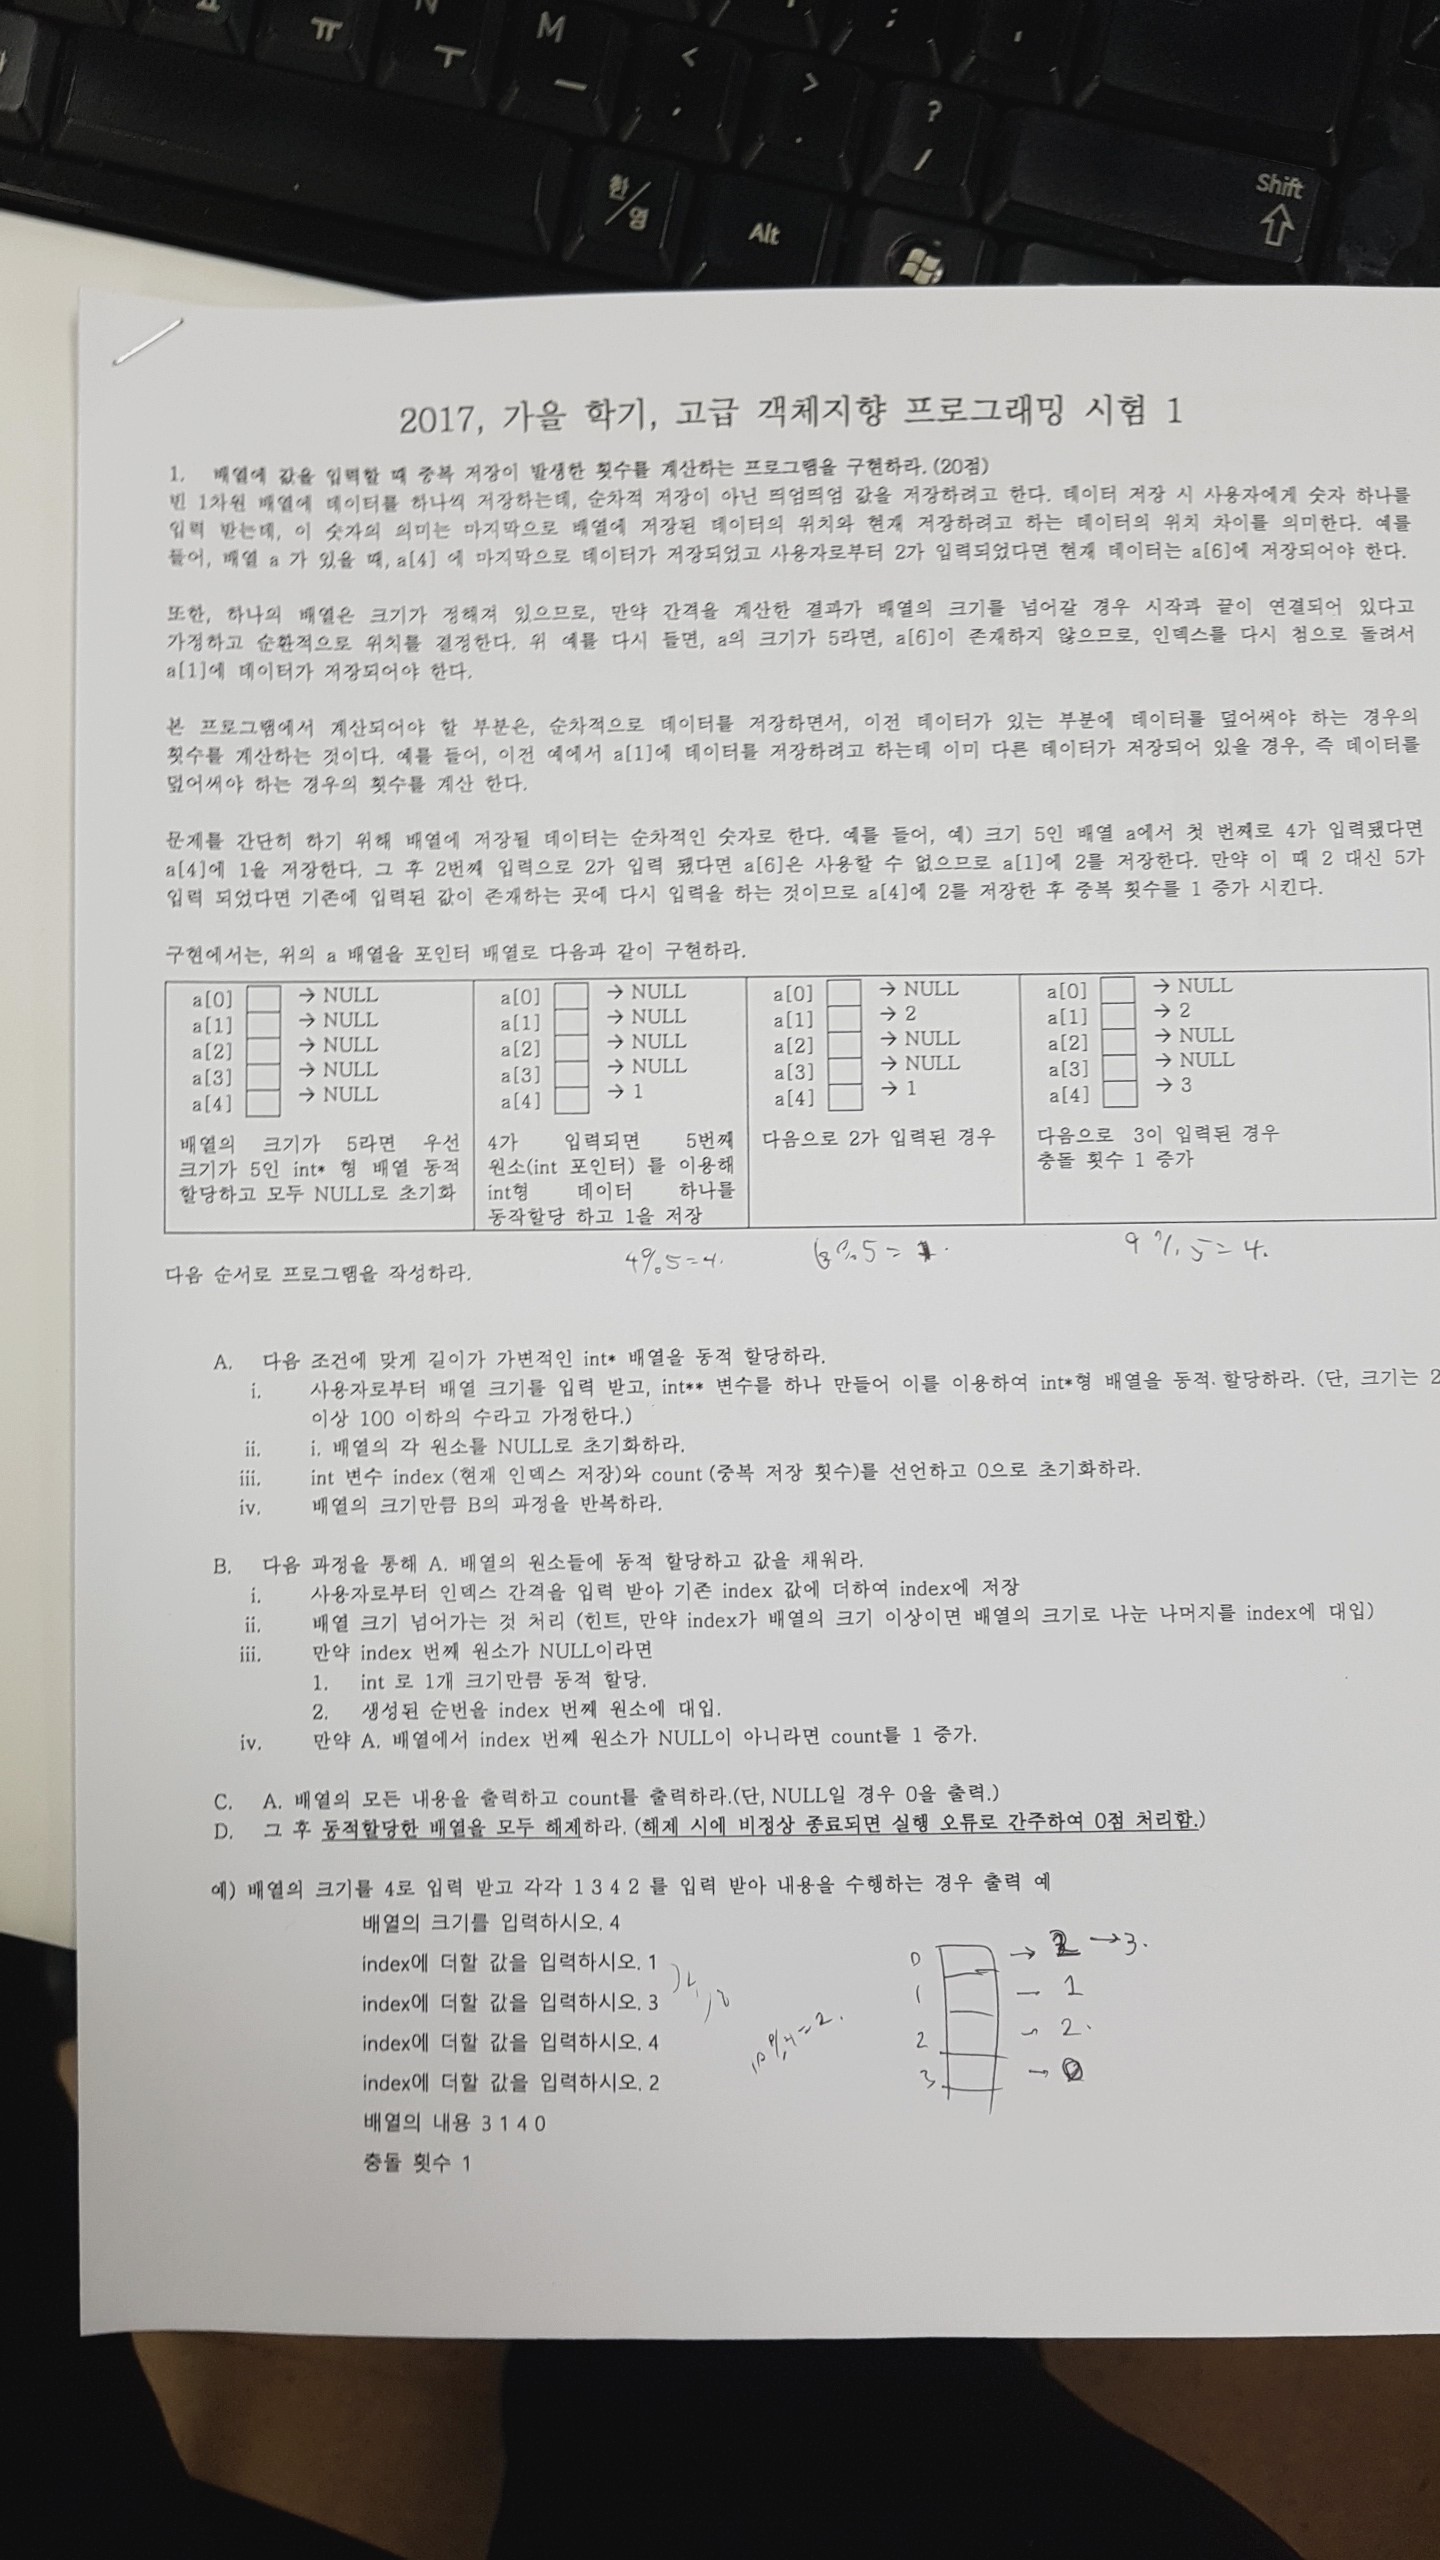 ㅠ
N
ㅜ
M
ㅡ
<
,
>
.
?
/
한/영
Alt
Shift
2017, 가을 학기, 고급 객체지향 프로그래밍 시험 1
1. 배열에 값을 입력할 때 중복 저장이 발생한 횟수를 계산하는 프로그램을 구현하라. (20점)
빈 1차원 배열에 데이터를 하나씩 저장하는데, 순차적 저장이 아닌 띄엄띄엄 값을 저장하려고 한다. 데이터 저장 시 사용자에게 숫자 하나를
입력 받는데, 이 숫자의 의미는 마지막으로 배열에 저장된 데이터의 위치와 현재 저장하려고 하는 데이터의 위치 차이를 의미한다. 예를
들어, 배열 a 가 있을 때, a[4] 에 마지막으로 데이터가 저장되었고 사용자로부터 2가 입력되었다면 현재 데이터는 a[6]에 저장되어야 한다.
또한, 하나의 배열은 크기가 정해져 있으므로, 만약 간격을 계산한 결과가 배열의 크기를 넘어갈 경우 시작과 끝이 연결되어 있다고
가정하고 순환적으로 위치를 결정한다. 위 예를 다시 들면, a의 크기가 5라면, a[6]이 존재하지 않으므로, 인덱스를 다시 첨으로 돌려서
a[1]에 데이터가 저장되어야 한다.
본 프로그램에서 계산되어야 할 부분은, 순차적으로 데이터를 저장하면서, 이전 데이터가 있는 부분에 데이터를 덮어써야 하는 경우의
횟수를 계산하는 것이다. 예를 들어, 이전 예에서 a[1]에 데이터를 저장하려고 하는데 이미 다른 데이터가 저장되어 있을 경우, 즉 데이터를
덮어써야 하는 경우의 횟수를 계산 한다.
문제를 간단히 하기 위해 배열에 저장될 데이터는 순차적인 숫자로 한다. 예를 들어, 예) 크기 5인 배열 a에서 첫 번째로 4가 입력됐다면
a[4]에 1을 저장한다. 그 후 2번째 입력으로 2가 입력 됐다면 a[6]은 사용할 수 없으므로 a[1]에 2를 저장한다. 만약 이 때 2 대신 5가
입력 되었다면 기존에 입력된 값이 존재하는 곳에 다시 입력을 하는 것이므로 a[4]에 2를 저장한 후 중복 횟수를 1 증가 시킨다.
구현에서는, 위의 a 배열을 포인터 배열로 다음과 같이 구현하라.
a[0] → NULL
a[1] → NULL
a[2] → NULL
a[3] → NULL
a[4] → NULL
배열의 크기가 5라면 우선
크기가 5인 int* 형 배열 동적
할당하고 모두 NULL로 초기화
a[0] → NULL
a[1] → NULL
a[2] → NULL
a[3] → NULL
a[4] → 1
4가 입력되면 5번째
원소(int 포인터) 를 이용해
int형 데이터 하나를
동작할당 하고 1을 저장
a[0] → NULL
a[1] → 2
a[2] → NULL
a[3] → NULL
a[4] → 1
다음으로 2가 입력된 경우
a[0] → NULL
a[1] → 2
a[2] → NULL
a[3] → NULL
a[4] → 3
다음으로 3이 입력된 경우
충돌 횟수 1 증가
4%5=4.
6%5=1.
9%5=4.
다음 순서로 프로그램을 작성하라.
A. 다음 조건에 맞게 길이가 가변적인 int* 배열을 동적 할당하라.
i. 사용자로부터 배열 크기를 입력 받고, int** 변수를 하나 만들어 이를 이용하여 int*형 배열을 동적 할당하라. (단, 크기는 2
이상 100 이하의 수라고 가정한다.)
ii. i. 배열의 각 원소를 NULL로 초기화하라.
iii. int 변수 index (현재 인덱스 저장)와 count (중복 저장 횟수)를 선언하고 0으로 초기화하라.
iv. 배열의 크기만큼 B의 과정을 반복하라.
B. 다음 과정을 통해 A. 배열의 원소들에 동적 할당하고 값을 채워라.
i. 사용자로부터 인덱스 간격을 입력 받아 기존 index 값에 더하여 index에 저장
ii. 배열 크기 넘어가는 것 처리 (힌트, 만약 index가 배열의 크기 이상이면 배열의 크기로 나눈 나머지를 index에 대입)
iii. 만약 index 번째 원소가 NULL이라면
1. int 로 1개 크기만큼 동적 할당.
2. 생성된 순번을 index 번째 원소에 대입.
iv. 만약 A. 배열에서 index 번째 원소가 NULL이 아니라면 count를 1 증가.
C. A. 배열의 모든 내용을 출력하고 count를 출력하라.(단, NULL일 경우 0을 출력.)
D. 그 후 동적할당한 배열을 모두 해제하라. (해제 시에 비정상 종료되면 실행 오류로 간주하여 0점 처리함.)
예) 배열의 크기를 4로 입력 받고 각각 1 3 4 2 를 입력 받아 내용을 수행하는 경우 출력 예
배열의 크기를 입력하시오. 4
index에 더할 값을 입력하시오. 1
index에 더할 값을 입력하시오. 3
index에 더할 값을 입력하시오. 4
index에 더할 값을 입력하시오. 2
배열의 내용 3 1 4 0
충돌 횟수 1
10%4=2.
0 → 2 → 3.
1 – 1
2 – 2.
3 – 0